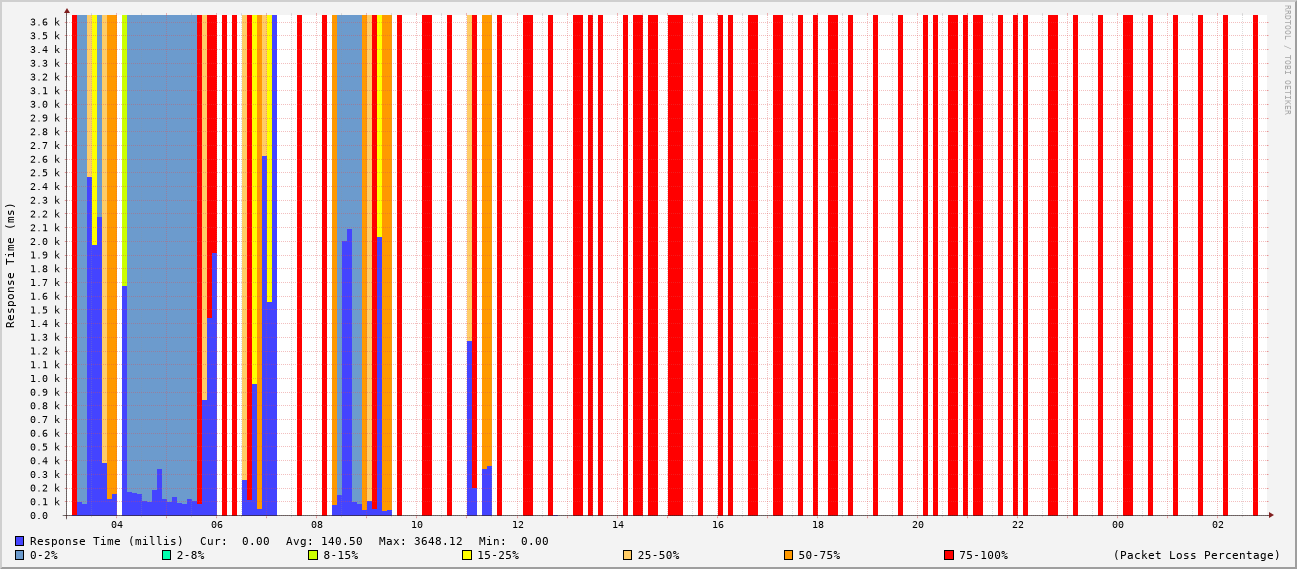 RRDTOOL / TOBI OETIKER
Response Time (ms)
3.6 k
3.5 k
3.4 k
3.3 k
3.2 k
3.1 k
3.0 k
2.9 k
2.8 k
2.7 k
2.6 k
2.5 k
2.4 k
2.3 k
2.2 k
2.1 k
2.0 k
1.9 k
1.8 k
1.7 k
1.6 k
1.5 k
1.4 k
1.3 k
1.2 k
1.1 k
1.0 k
0.9 k
0.8 k
0.7 k
0.6 k
0.5 k
0.4 k
0.3 k
0.2 k
0.1 k
0.0
04 06 08 10 12 14 16 18 20 22 00 02
Response Time (millis) Cur: 0.00 Avg: 140.50 Max: 3648.12 Min: 0.00
0-2% 2-8% 8-15% 15-25% 25-50% 50-75% 75-100% (Packet Loss Percentage)